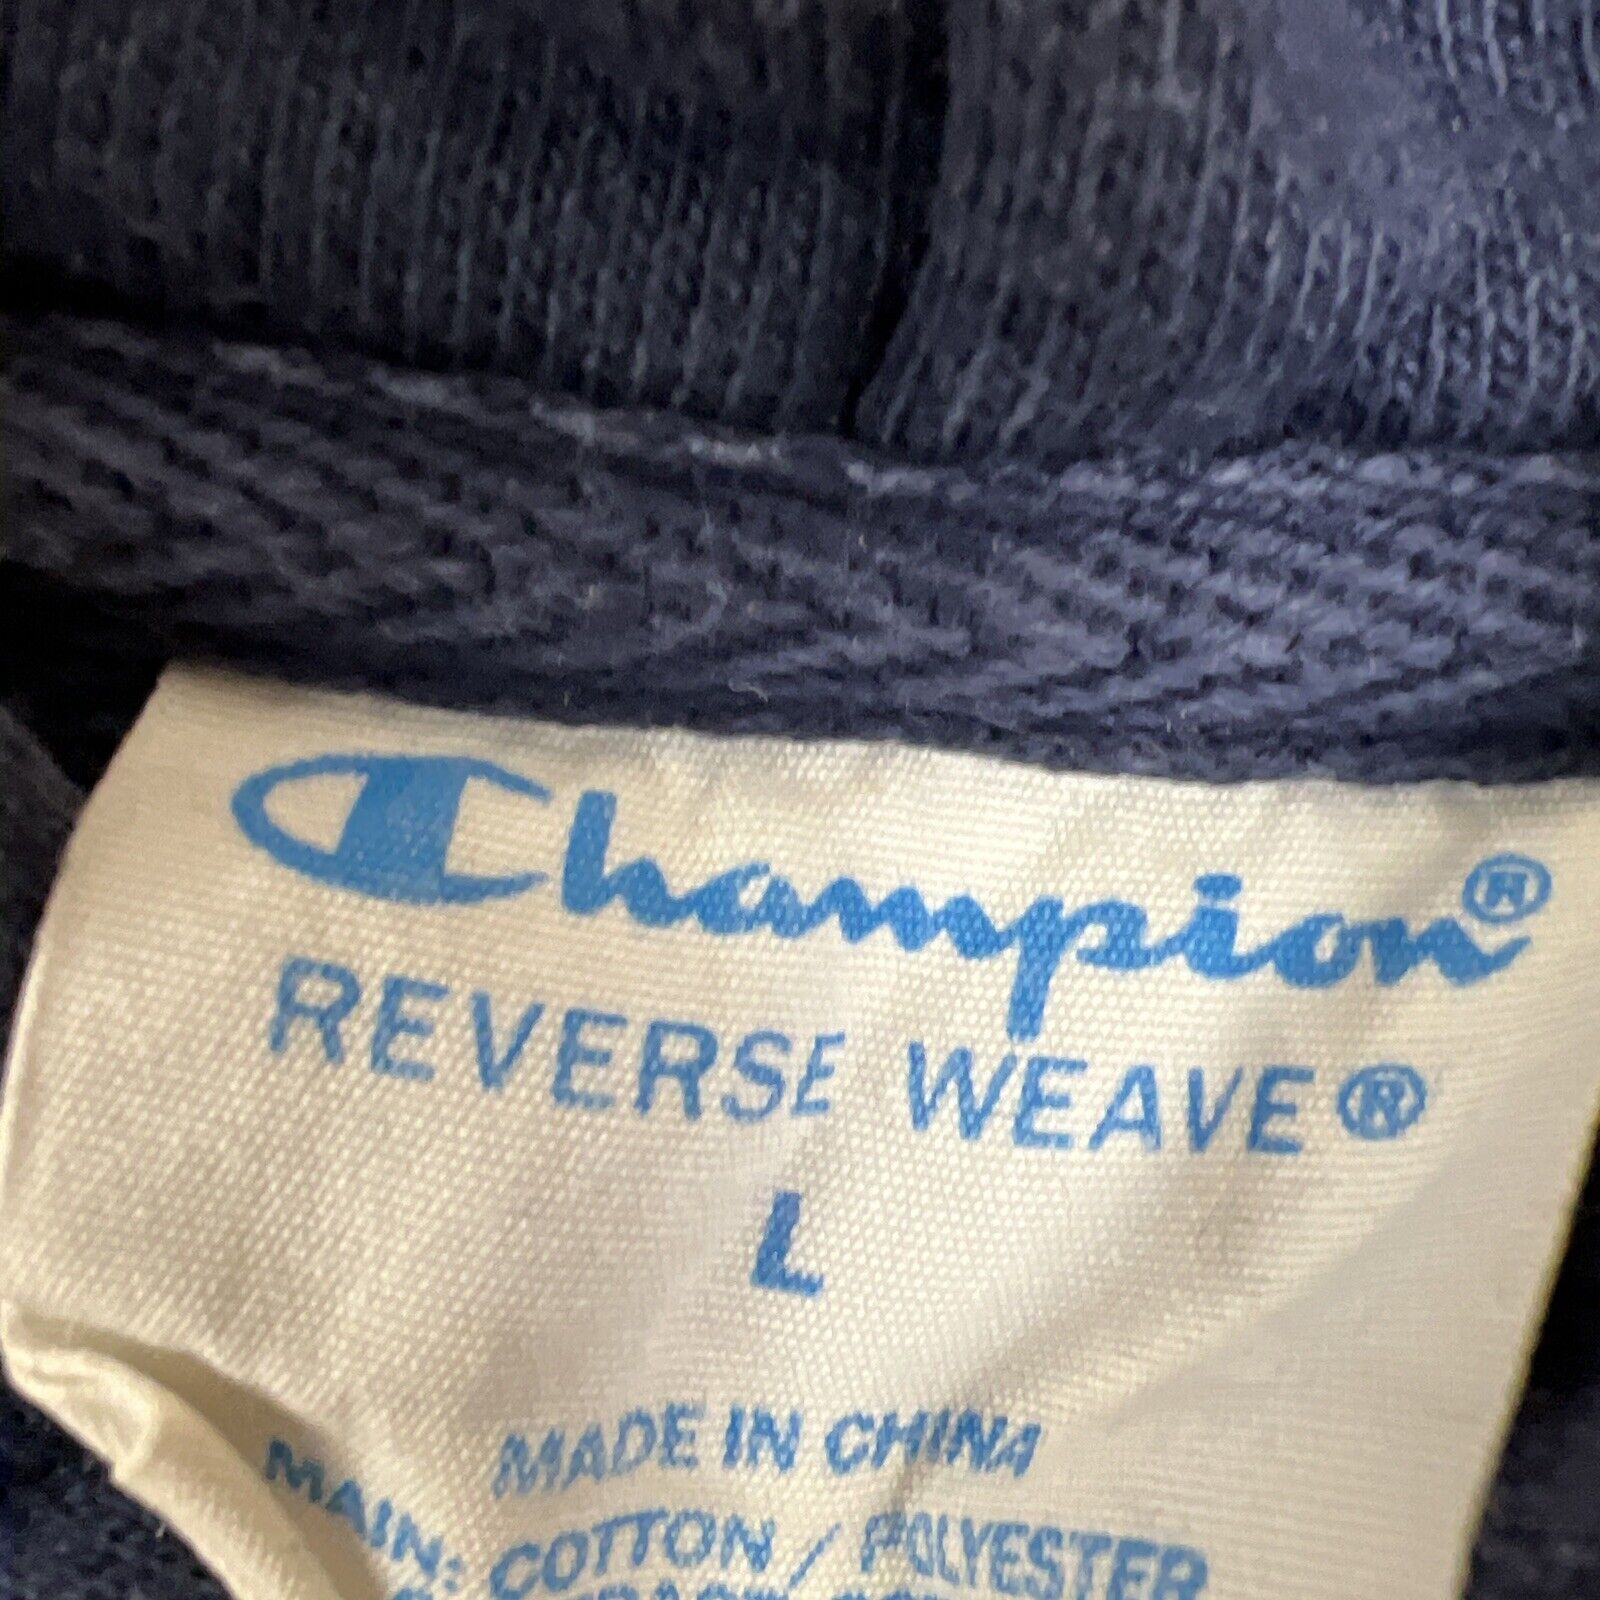 Champion®
REVERSE WEAVE®
L
MADE IN CHINA
MAIN: COTTON / POLYESTER